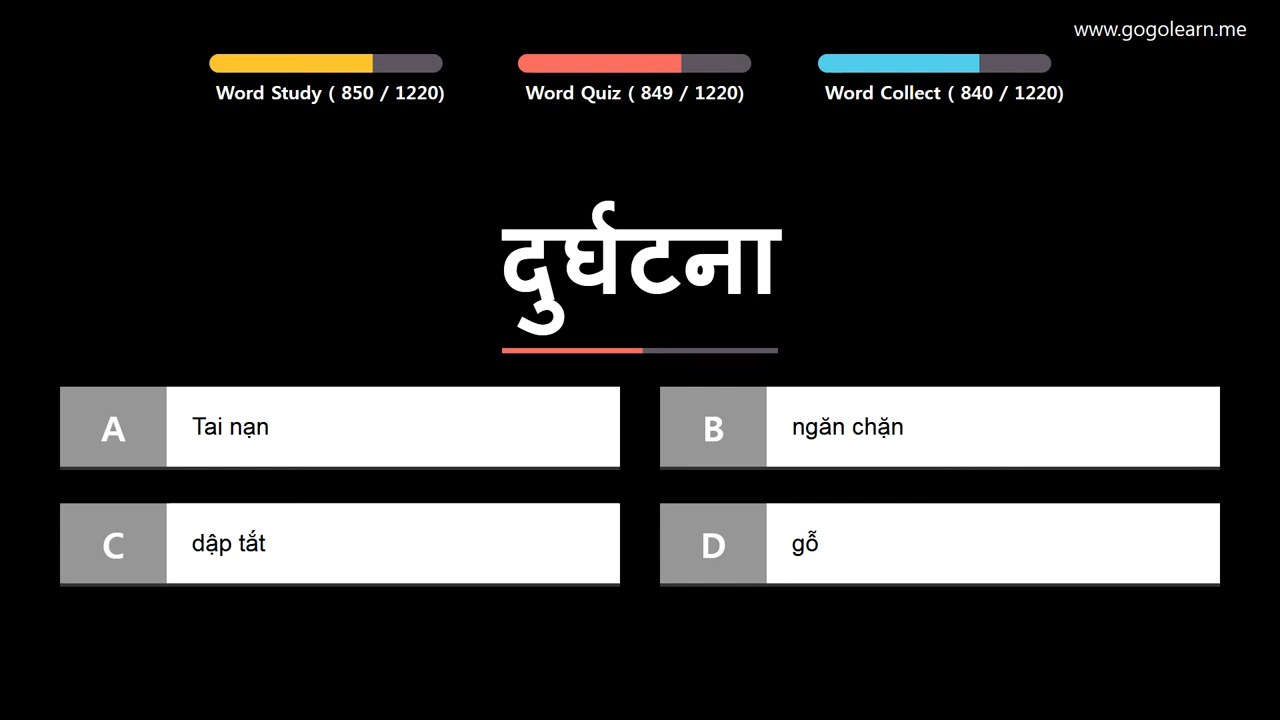 www.gogolearn.me
Word Study ( 850 / 1220)
Word Quiz ( 849 / 1220)
Word Collect ( 840 / 1220)
दुर्घटना
A Tai nạn
B ngăn chặn
C dập tắt
D gỗ